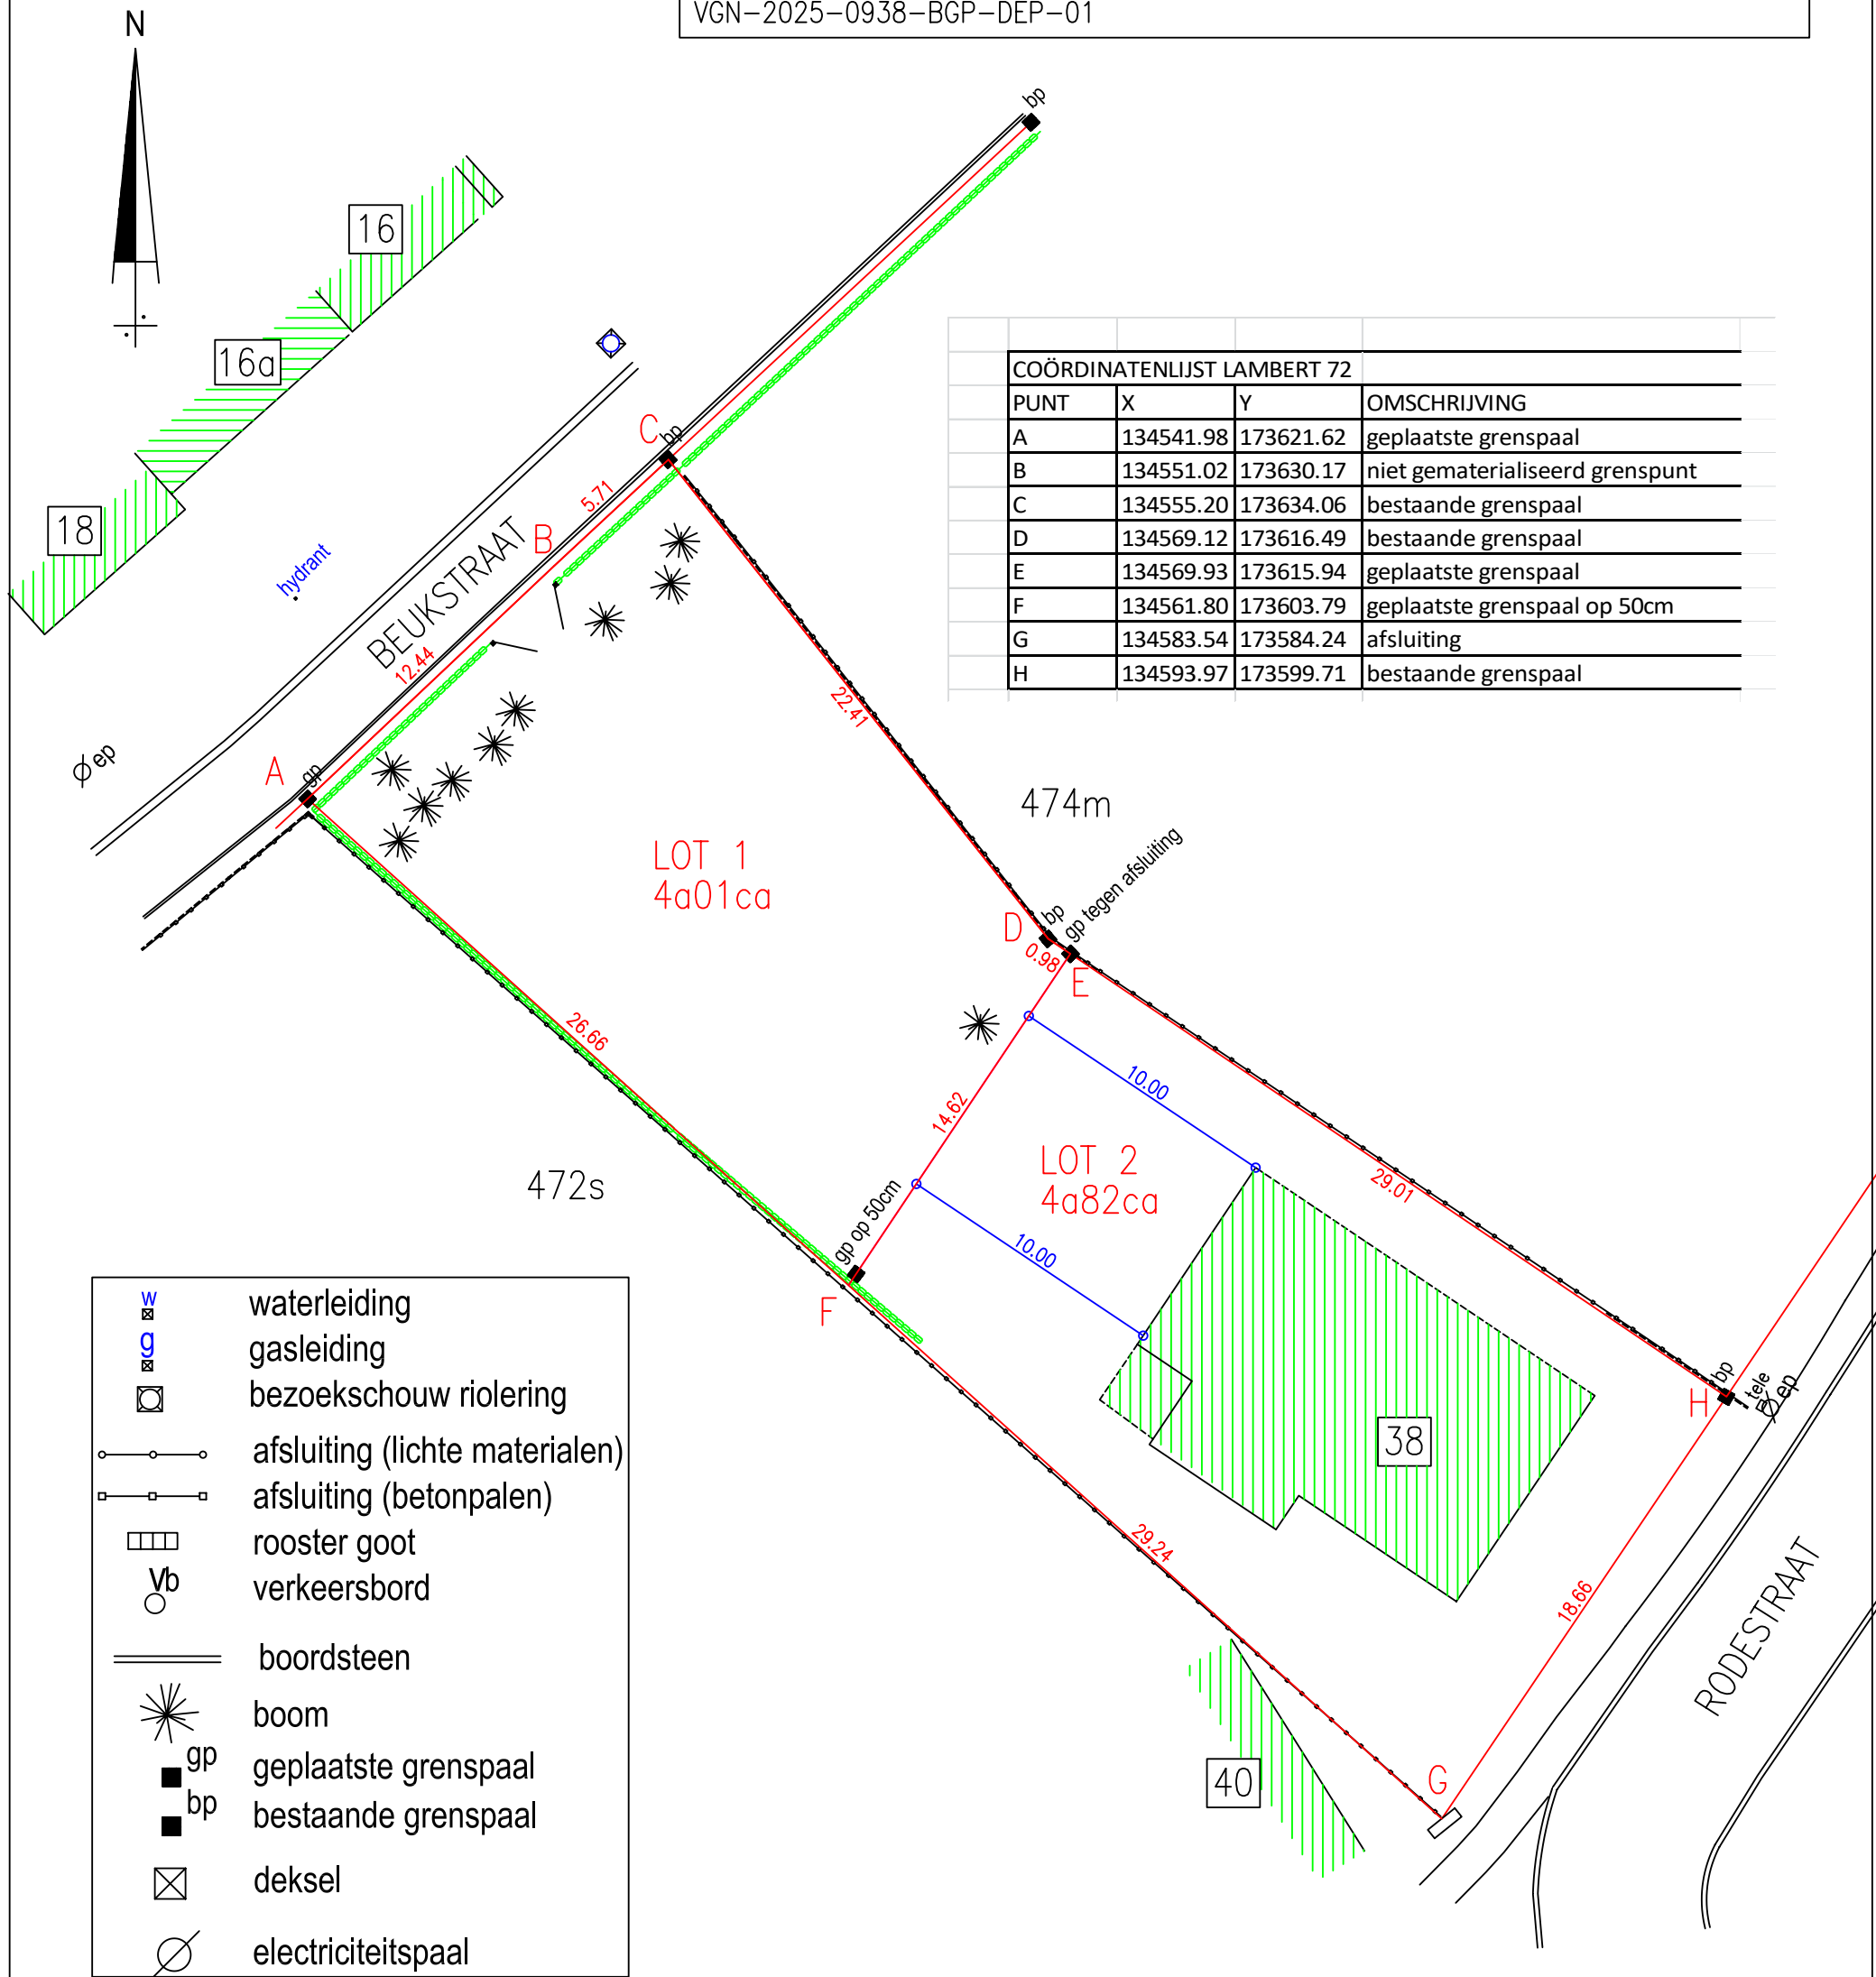 VGN-2025-0938-BGP-DEP-01
N
bp
16
16a
18
COÖRDINATENLIJST LAMBERT 72
PUNT X Y OMSCHRIJVING
A 134541.98 173621.62 geplaatste grenspaal
B 134551.02 173630.17 niet gematerialiseerd grenspunt
C 134555.20 173634.06 bestaande grenspaal
D 134569.12 173616.49 bestaande grenspaal
E 134569.93 173615.94 geplaatste grenspaal
F 134561.80 173603.79 geplaatste grenspaal op 50cm
G 134583.54 173584.24 afsluiting
H 134593.97 173599.71 bestaande grenspaal
C
bp
5.71
B
hydrant
BEUKSTRAAT
12.44
22.41
ep
A
gp
474m
LOT 1
4a01ca
D
bp
gp tegen afsluiting
0.98
E
26.66
10.00
14.62
LOT 2
4a82ca
29.01
472s
gp op 50cm
10.00
F
38
H
bp
tele
ep
29.24
18.66
RODESTRAAT
40
G
w
waterleiding
g
gasleiding
bezoekschouw riolering
afsluiting (lichte materialen)
afsluiting (betonpalen)
rooster goot
Vb
verkeersbord
boordsteen
boom
gp
geplaatste grenspaal
bp
bestaande grenspaal
deksel
electriciteitspaal